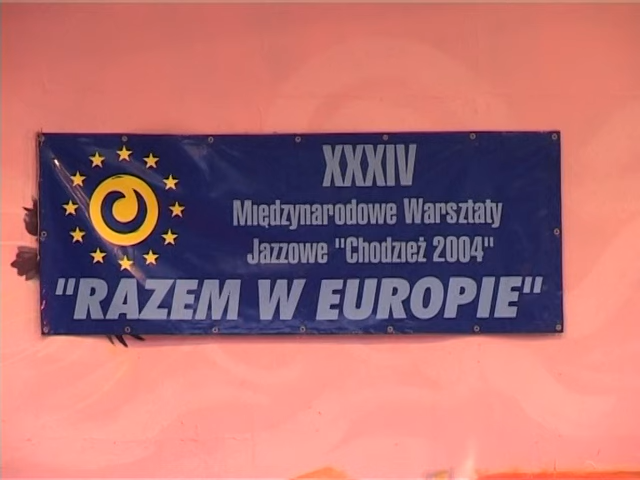 XXXIV
Międzynarodowe Warsztaty
Jazzowe "Chodzież 2004"
"RAZEM W EUROPIE"